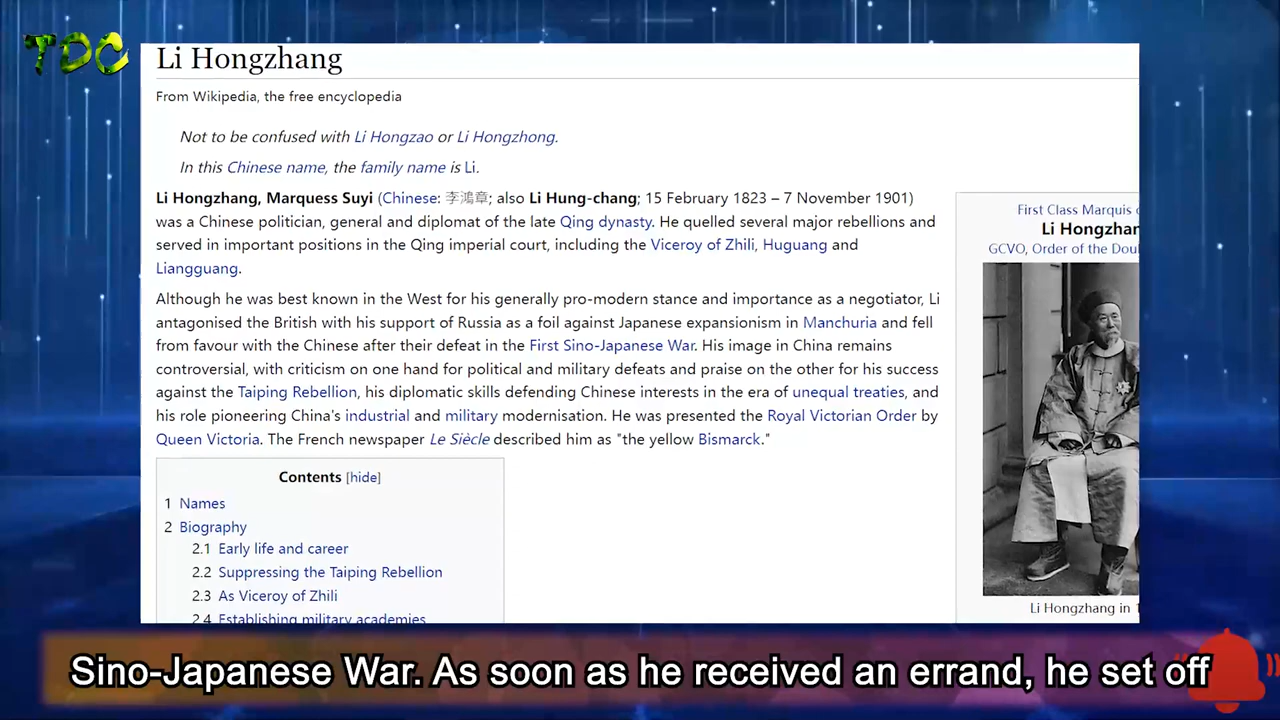 TDC
Li Hongzhang
From Wikipedia, the free encyclopedia
Not to be confused with Li Hongzao or Li Hongzhong.
In this Chinese name, the family name is Li.
Li Hongzhang, Marquess Suyi (Chinese: 李鴻章; also Li Hung-chang; 15 February 1823 – 7 November 1901)
was a Chinese politician, general and diplomat of the late Qing dynasty. He quelled several major rebellions and
served in important positions in the Qing imperial court, including the Viceroy of Zhili, Huguang and
Liangguang.
Although he was best known in the West for his generally pro-modern stance and importance as a negotiator, Li
antagonised the British with his support of Russia as a foil against Japanese expansionism in Manchuria and fell
from favour with the Chinese after their defeat in the First Sino-Japanese War. His image in China remains
controversial, with criticism on one hand for political and military defeats and praise on the other for his success
against the Taiping Rebellion, his diplomatic skills defending Chinese interests in the era of unequal treaties, and
his role pioneering China's industrial and military modernisation. He was presented the Royal Victorian Order by
Queen Victoria. The French newspaper Le Siècle described him as "the yellow Bismarck."
First Class Marquis
Li Hongzhan
GCVO, Order of the Dou
Li Hongzhang in
Contents [hide]
1 Names
2 Biography
2.1 Early life and career
2.2 Suppressing the Taiping Rebellion
2.3 As Viceroy of Zhili
2.4 Establishing military academies
Sino-Japanese War. As soon as he received an errand, he set off